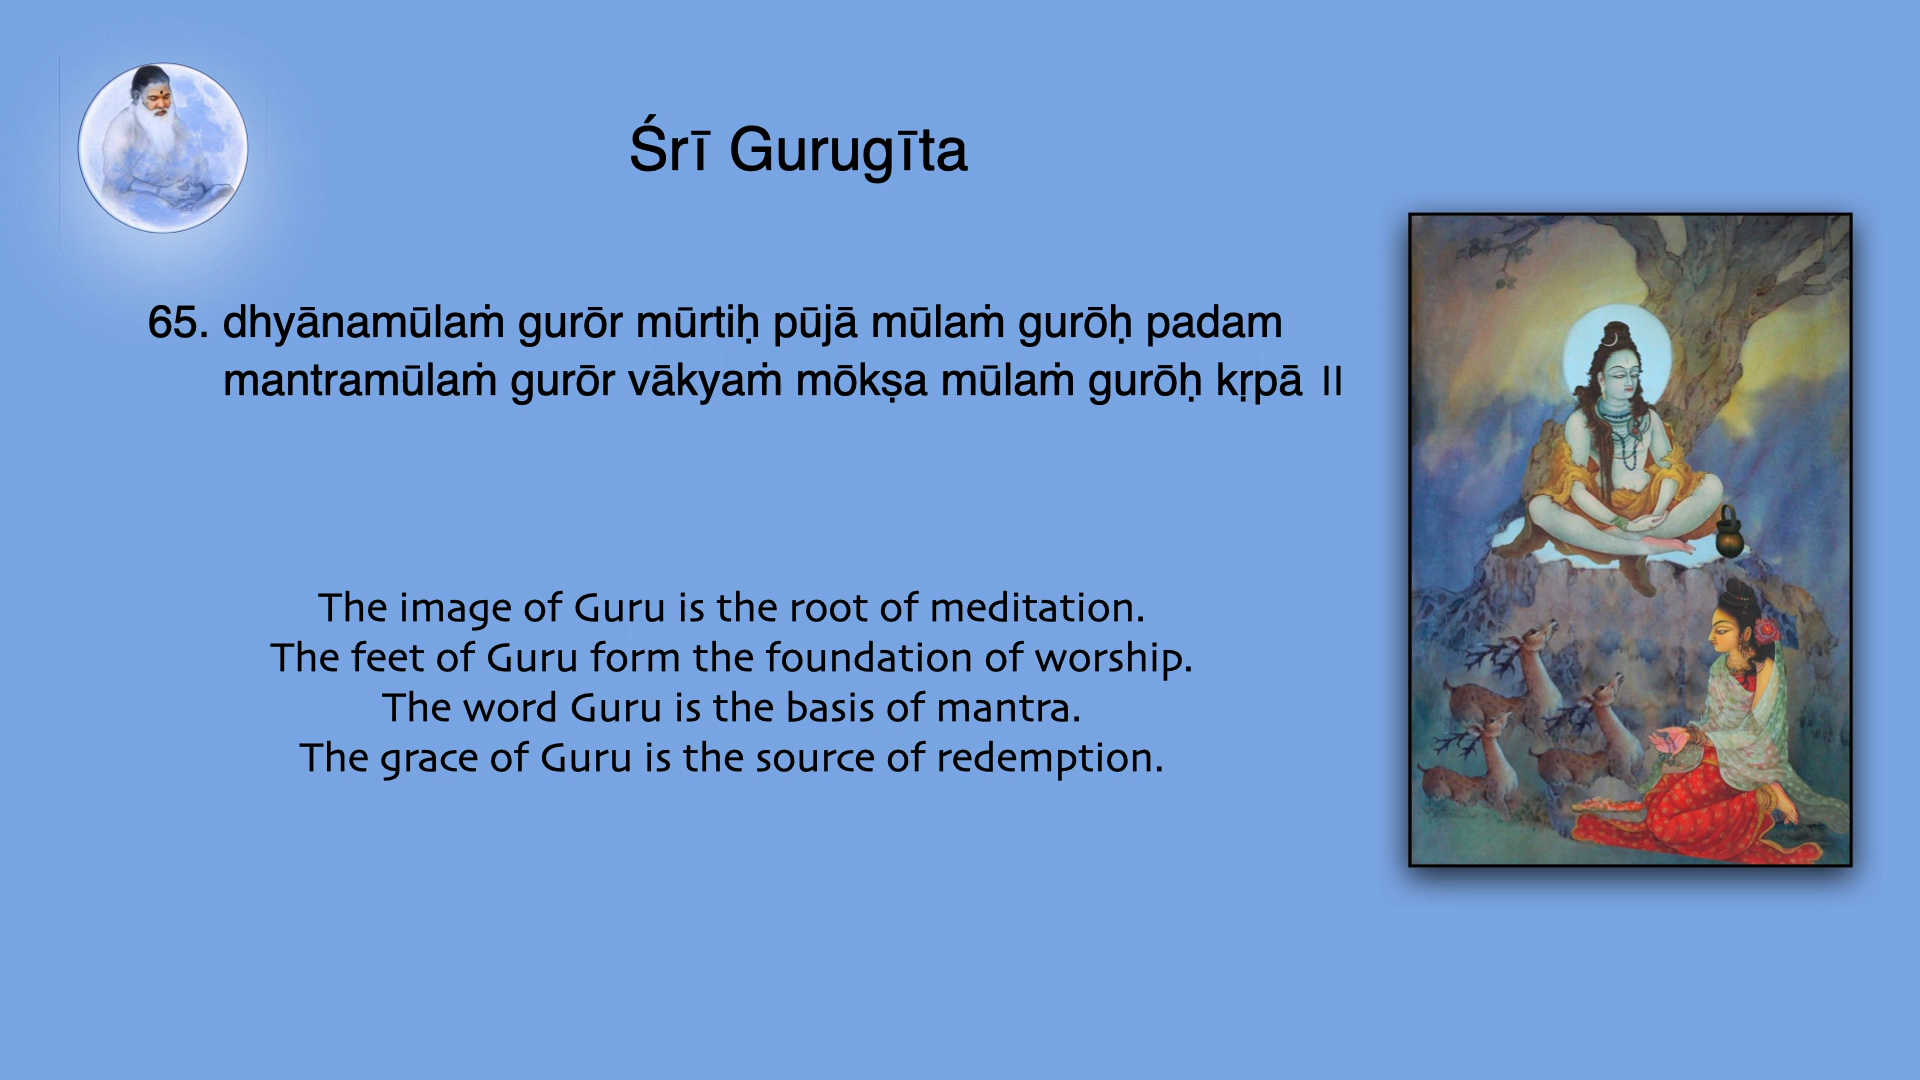 Śrī Gurugīta
65. dhyānamūlaṁ gurōr mūrtiḥ pūjā mūlaṁ gurōḥ padam
mantramūlaṁ gurōr vākyaṁ mōkṣa mūlaṁ gurōḥ kṛpā ||
The image of Guru is the root of meditation.
The feet of Guru form the foundation of worship.
The word Guru is the basis of mantra.
The grace of Guru is the source of redemption.